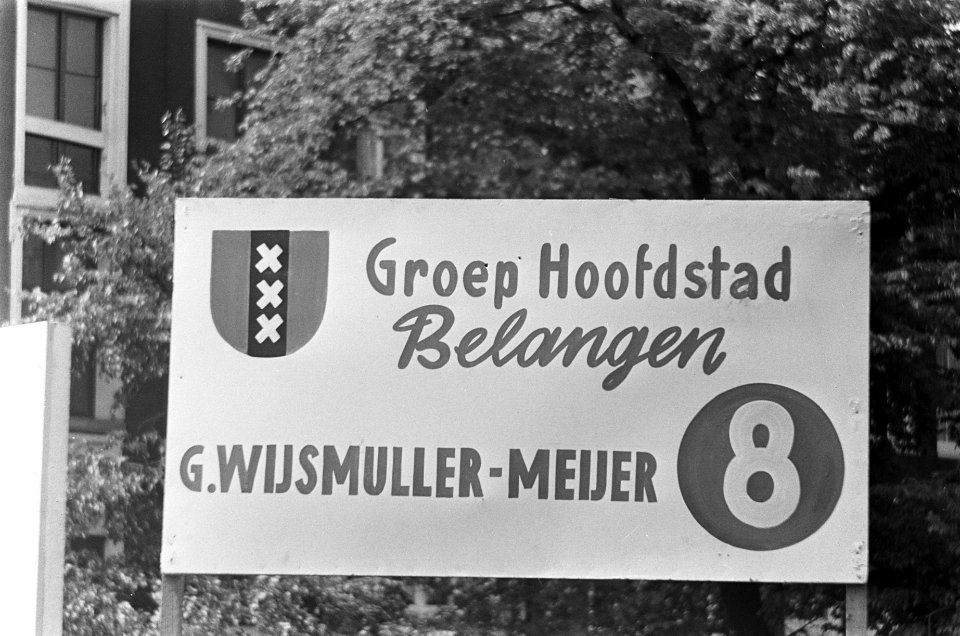 Groep Hoofdstad
Belangen
G.WIJSMULLER-MEIJER
8